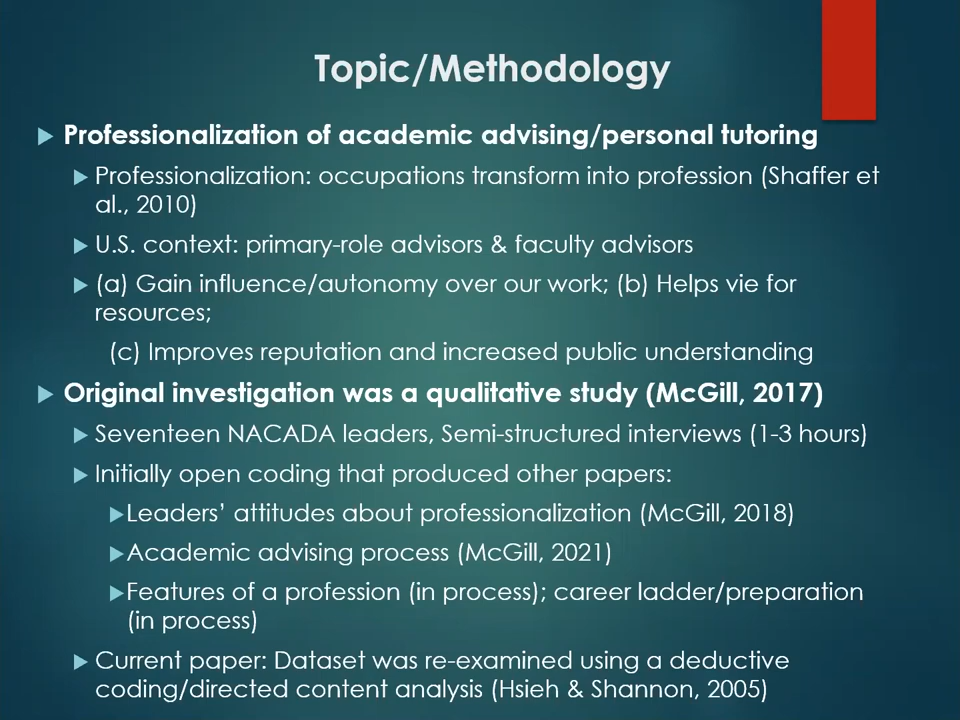 Topic/Methodology
Professionalization of academic advising/personal tutoring
Professionalization: occupations transform into profession (Shaffer et
al., 2010)
U.S. context: primary-role advisors & faculty advisors
(a) Gain influence/autonomy over our work; (b) Helps vie for
resources;
(c) Improves reputation and increased public understanding
Original investigation was a qualitative study (McGill, 2017)
Seventeen NACADA leaders, Semi-structured interviews (1-3 hours)
Initially open coding that produced other papers:
Leaders’ attitudes about professionalization (McGill, 2018)
Academic advising process (McGill, 2021)
Features of a profession (in process); career ladder/preparation
(in process)
Current paper: Dataset was re-examined using a deductive
coding/directed content analysis (Hsieh & Shannon, 2005)